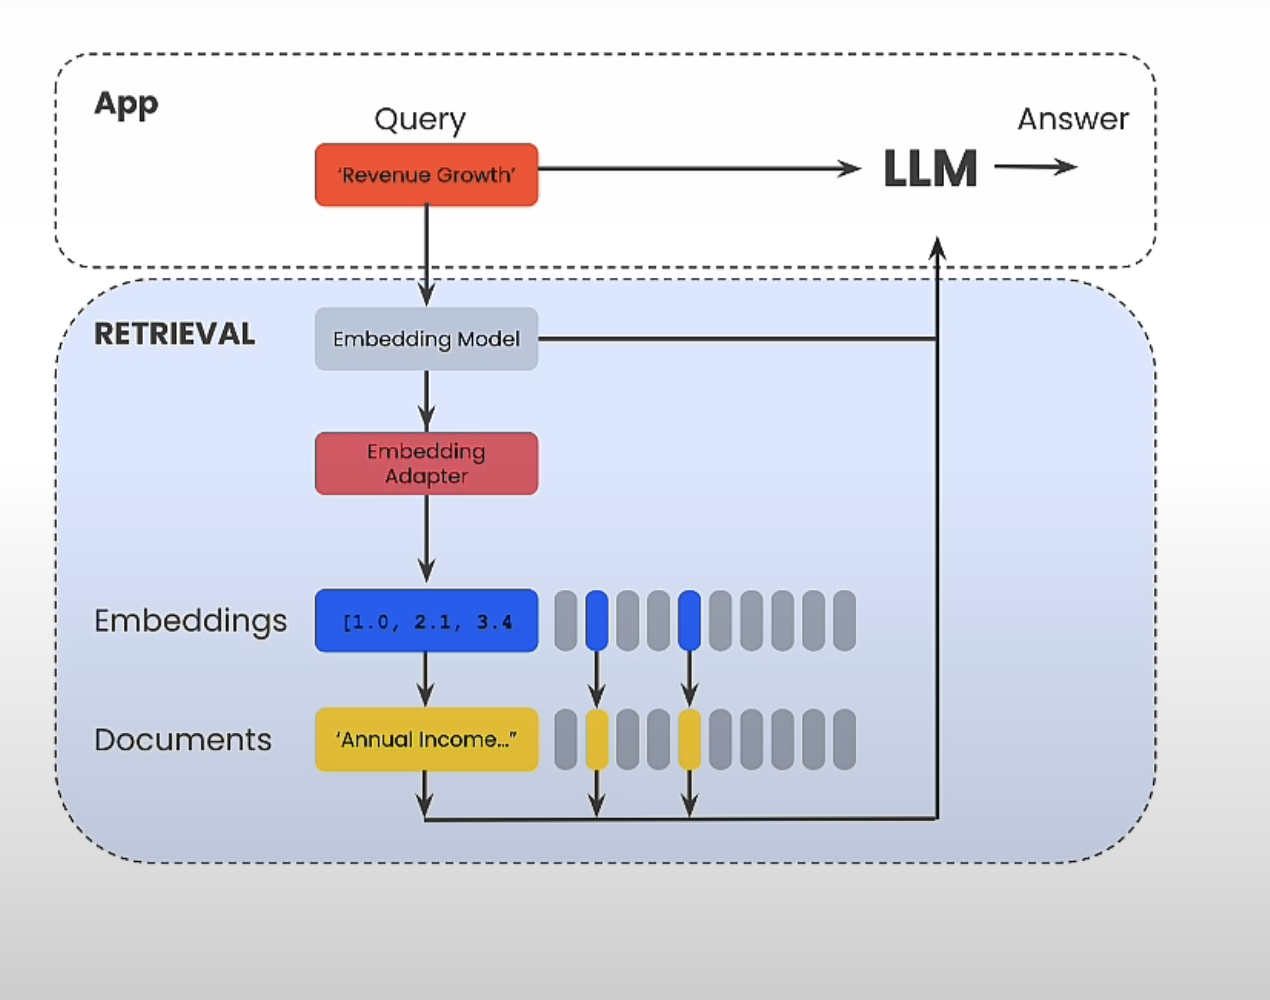 App
Query
Answer
‘Revenue Growth’
LLM
RETRIEVAL
Embedding Model
Embedding
Adapter
Embeddings
[1.0, 2.1, 3.4
Documents
‘Annual Income...”